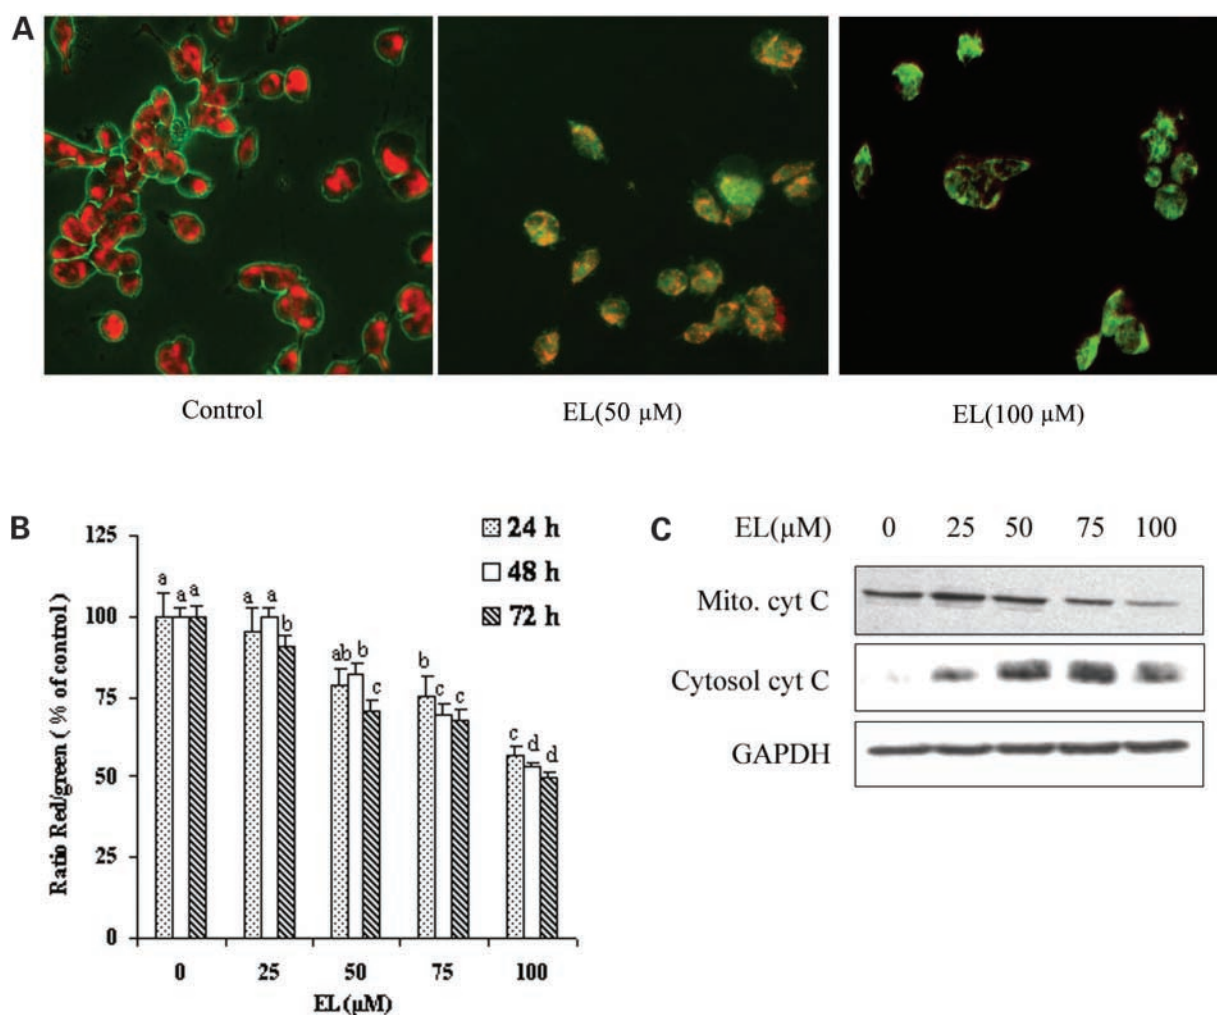 A
Control
EL(50 µM)
EL(100 µM)
B
Ratio Red/green ( % of control)
125
100
75
50
25
0
24 h
48 h
72 h
a a a
a a b
ab b c
b c c
c d d
0 25 50 75 100
EL (µM)
C
EL(µM) 0 25 50 75 100
Mito. cyt C
Cytosol cyt C
GAPDH